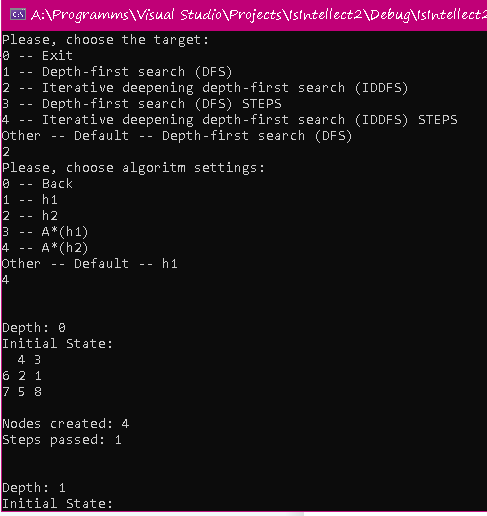 A:\Programms\Visual Studio\Projects\IsIntellect2\Debug\IsIntellect2
Please, choose the target:
0 -- Exit
1 -- Depth-first search (DFS)
2 -- Iterative deepening depth-first search (IDDFS)
3 -- Depth-first search (DFS) STEPS
4 -- Iterative deepening depth-first search (IDDFS) STEPS
Other -- Default -- Depth-first search (DFS)
2
Please, choose algoritm settings:
0 -- Back
1 -- h1
2 -- h2
3 -- A*(h1)
4 -- A*(h2)
Other -- Default -- h1
4
Depth: 0
Initial State:
  4 3
6 2 1
7 5 8
Nodes created: 4
Steps passed: 1
Depth: 1
Initial State: